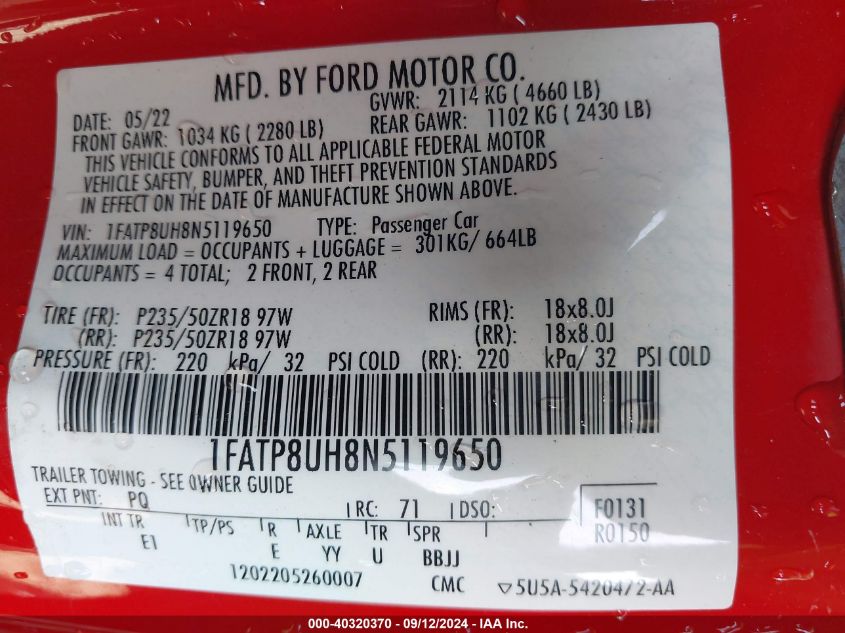 MFD. BY FORD MOTOR CO.
DATE: 05/22 GVWR: 2114 KG ( 4660 LB)
FRONT GAWR: 1034 KG ( 2280 LB) REAR GAWR: 1102 KG ( 2430 LB)
THIS VEHICLE CONFORMS TO ALL APPLICABLE FEDERAL MOTOR
VEHICLE SAFETY, BUMPER, AND THEFT PREVENTION STANDARDS
IN EFFECT ON THE DATE OF MANUFACTURE SHOWN ABOVE.
VIN: 1FATP8UH8N5119650 TYPE: Passenger Car
MAXIMUM LOAD = OCCUPANTS + LUGGAGE = 301KG/ 664LB
OCCUPANTS = 4 TOTAL; 2 FRONT, 2 REAR
TIRE (FR): P235/50ZR18 97W RIMS (FR): 18x8.0J
(RR): P235/50ZR18 97W (RR): 18x8.0J
PRESSURE (FR): 220 kPa/ 32 PSI COLD (RR): 220 kPa/ 32 PSI COLD
1FATP8UH8N5119650
TRAILER TOWING - SEE OWNER GUIDE
EXT PNT: PQ RC: 71 DSO: F0131
INT TR TP/PS R AXLE TR SPR R0150
E1 E YY U BBJJ
1202205260007 CMC ▽5U5A-5420472-AA
000-40320370 - 09/12/2024 - IAA Inc.